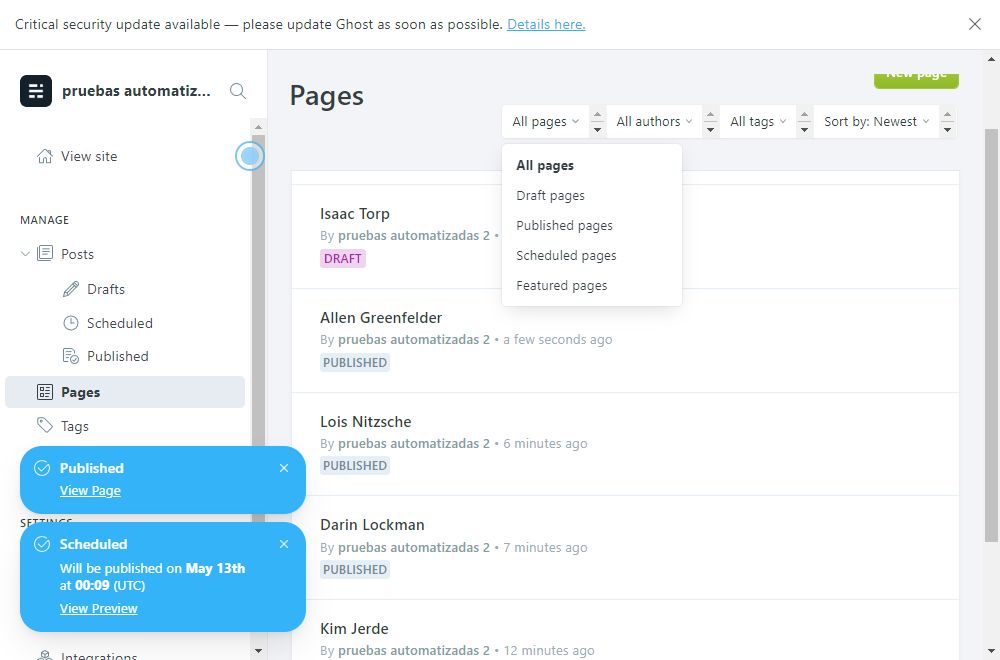 Critical security update available — please update Ghost as soon as possible. Details here.
pruebas automatiz...
View site
MANAGE
Posts
Drafts
Scheduled
Published
Pages
Tags
Published
View Page
SETTINGS
Scheduled
Will be published on May 13th
at 00:09 (UTC)
View Preview
Integrations
Pages
New page
All pages
All authors
All tags
Sort by: Newest
All pages
Draft pages
Published pages
Scheduled pages
Featured pages
Isaac Torp
By pruebas automatizadas 2 •
DRAFT
Allen Greenfelder
By pruebas automatizadas 2 • a few seconds ago
PUBLISHED
Lois Nitzsche
By pruebas automatizadas 2 • 6 minutes ago
PUBLISHED
Darin Lockman
By pruebas automatizadas 2 • 7 minutes ago
PUBLISHED
Kim Jerde
By pruebas automatizadas 2 • 12 minutes ago